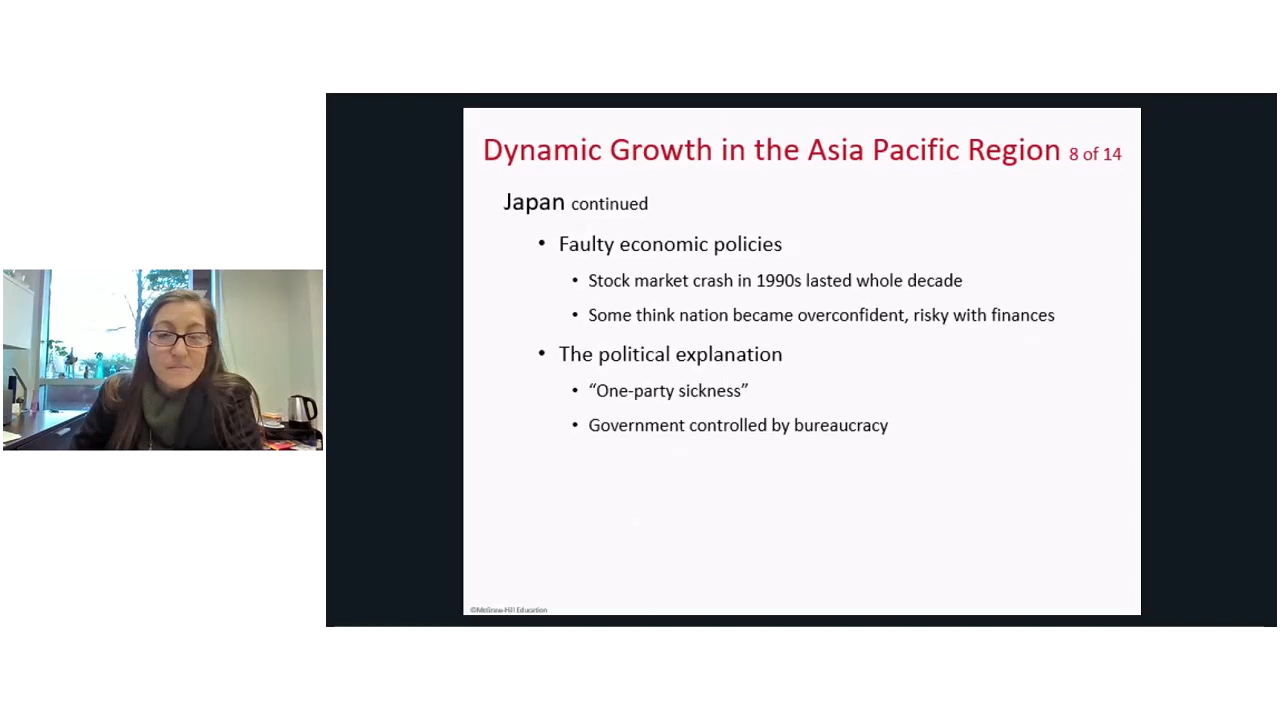 Dynamic Growth in the Asia Pacific Region 8 of 14
Japan continued
• Faulty economic policies
• Stock market crash in 1990s lasted whole decade
• Some think nation became overconfident, risky with finances
• The political explanation
• “One-party sickness”
• Government controlled by bureaucracy
©McGraw-Hill Education